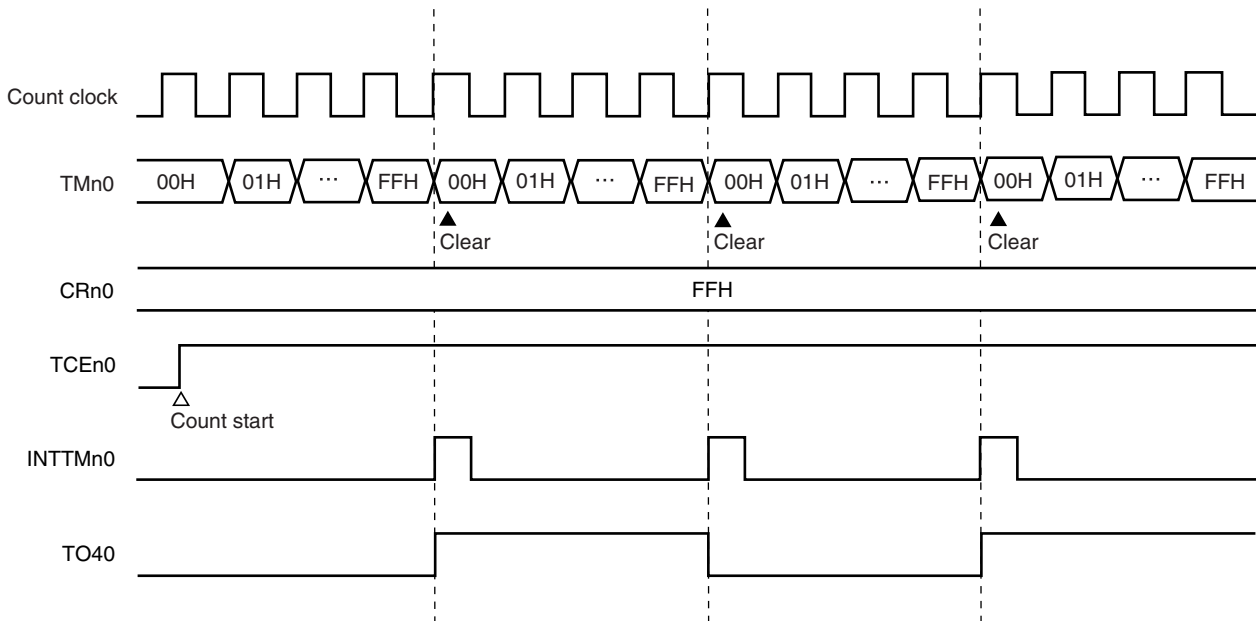 Count clock
TMn0 00H 01H ... FFH 00H 01H ... FFH 00H 01H ... FFH 00H 01H ... FFH
Clear Clear Clear
CRn0 FFH
TCEn0
Count start
INTTMn0
TO40